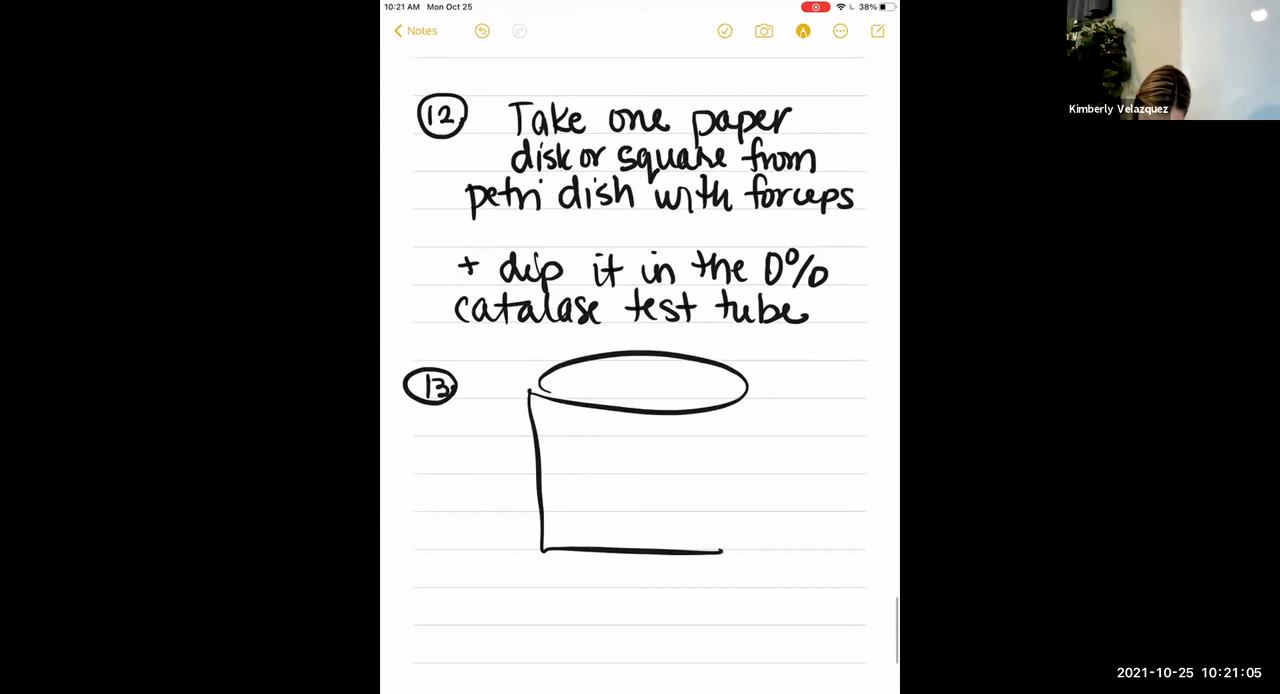 10:21 AM Mon Oct 25
38%
Notes
Kimberly Velazquez
12. Take one paper
disk or square from
petri dish with forceps
+ dip it in the 0%
catalase test tube
13.
2021-10-25 10:21:05